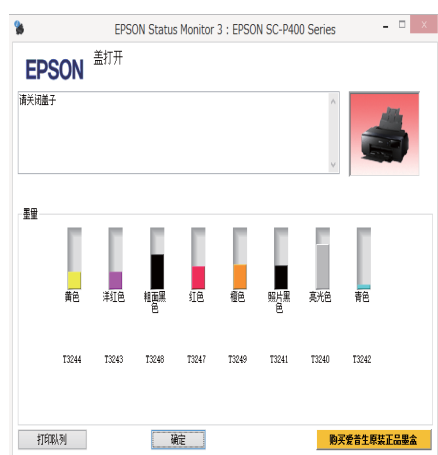 EPSON Status Monitor 3 : EPSON SC-P400 Series
EPSON
盖打开
请关闭盖子
墨量
黄色 洋红色 粗面黑色 红色 橙色 照片黑色 亮光色 青色
T3244 T3243 T3248 T3247 T3249 T3241 T3240 T3242
打印队列 确定 购买爱普生原装正品墨盒